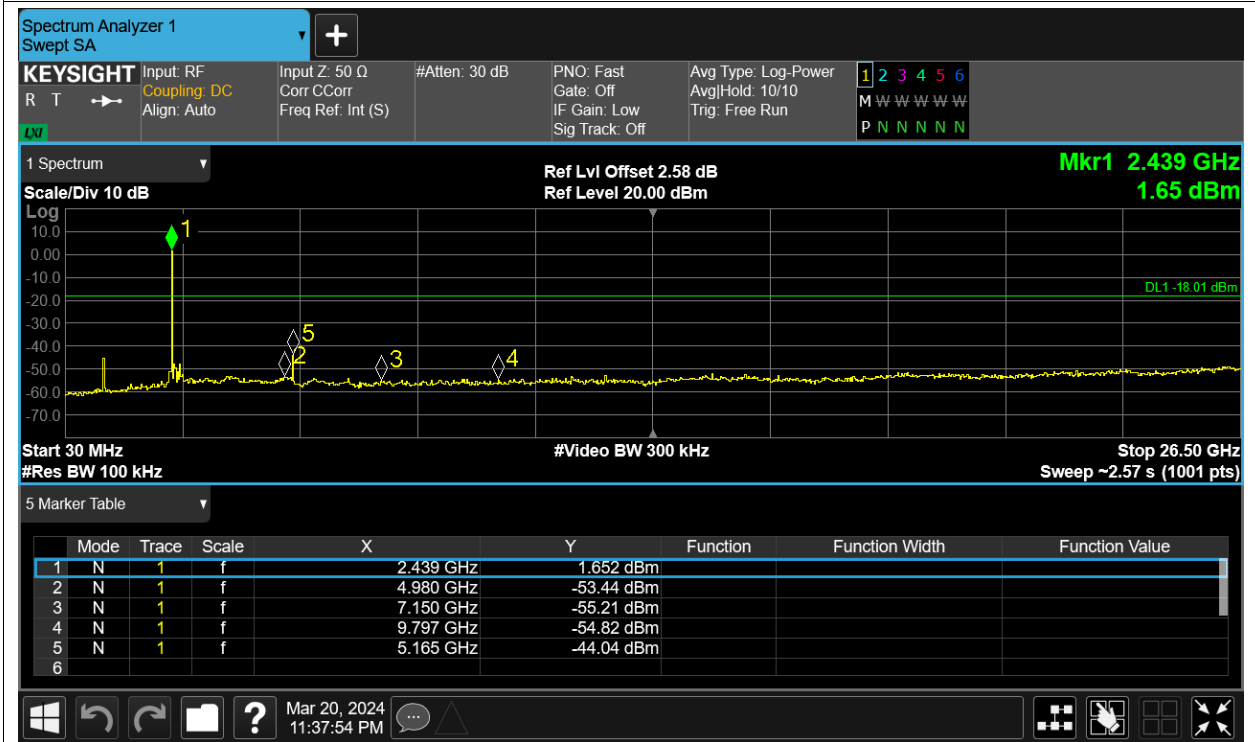 Spectrum Analyzer 1
Swept SA
KEYSIGHT
R T
LXI
Input: RF
Coupling: DC
Align: Auto
Input Z: 50 Ω
Corr CCorr
Freq Ref: Int (S)
#Atten: 30 dB
PNO: Fast
Gate: Off
IF Gain: Low
Sig Track: Off
Avg Type: Log-Power
Avg|Hold: 10/10
Trig: Free Run
1 2 3 4 5 6
M W W W W W
P N N N N N
1 Spectrum
Scale/Div 10 dB
Ref Lvl Offset 2.58 dB
Ref Level 20.00 dBm
Mkr1 2.439 GHz
1.65 dBm
Log
10.0
0.00
-10.0
-20.0
-30.0
-40.0
-50.0
-60.0
-70.0
1
5
2
3
4
DL1 -18.01 dBm
Start 30 MHz
#Video BW 300 kHz
Stop 26.50 GHz
#Res BW 100 kHz
Sweep ~2.57 s (1001 pts)
5 Marker Table
Mode Trace Scale X Y Function Function Width Function Value
1 N 1 f 2.439 GHz 1.652 dBm
2 N 1 f 4.980 GHz -53.44 dBm
3 N 1 f 7.150 GHz -55.21 dBm
4 N 1 f 9.797 GHz -54.82 dBm
5 N 1 f 5.165 GHz -44.04 dBm
6
?
Mar 20, 2024
11:37:54 PM